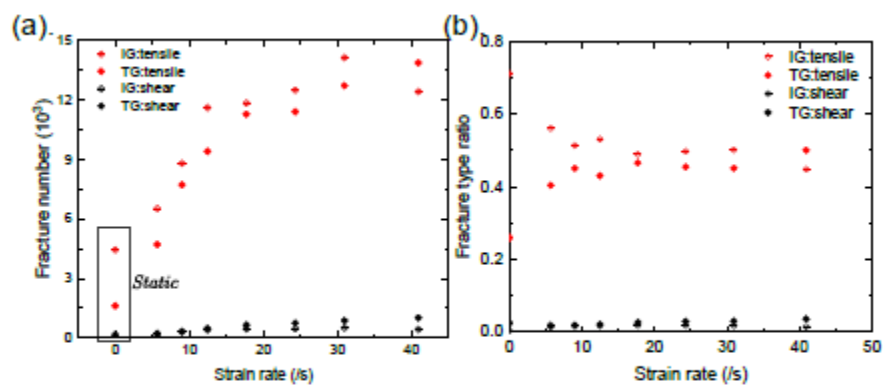 (a)
15
12
9
6
3
0
Fracture number (10³)
IG:tensile
TG:tensile
IG:shear
TG:shear
Static
0
10
20
30
40
Strain rate (/s)
(b)
0.8
0.6
0.4
0.2
0.0
Fracture type ratio
IG:tensile
TG:tensile
IG:shear
TG:shear
0
10
20
30
40
50
Strain rate (/s)